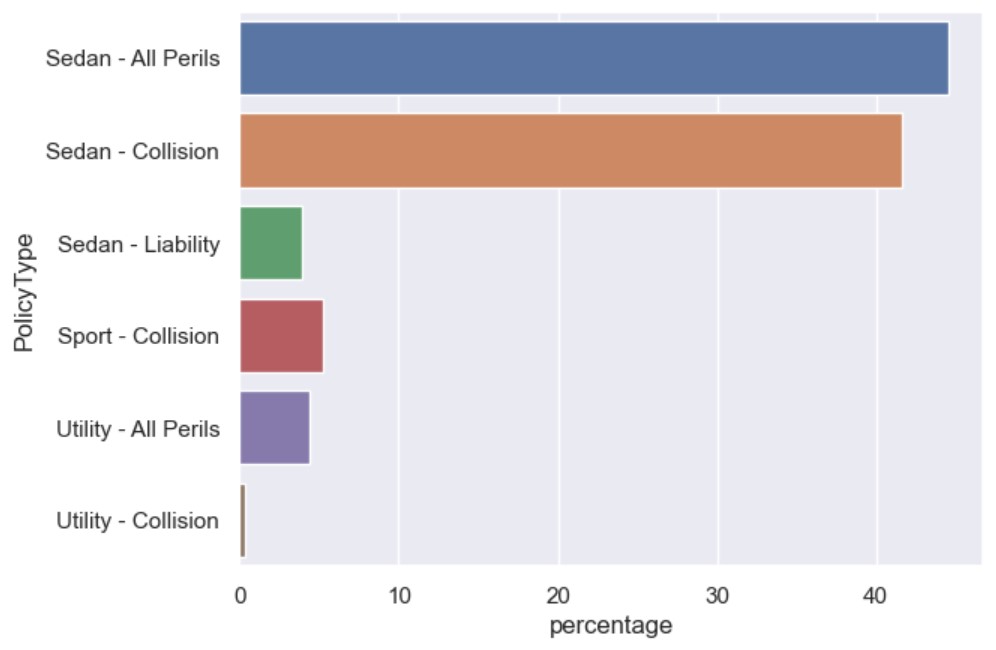 Sedan - All Perils
Sedan - Collision
Sedan - Liability
Sport - Collision
Utility - All Perils
Utility - Collision
PolicyType
0 10 20 30 40
percentage